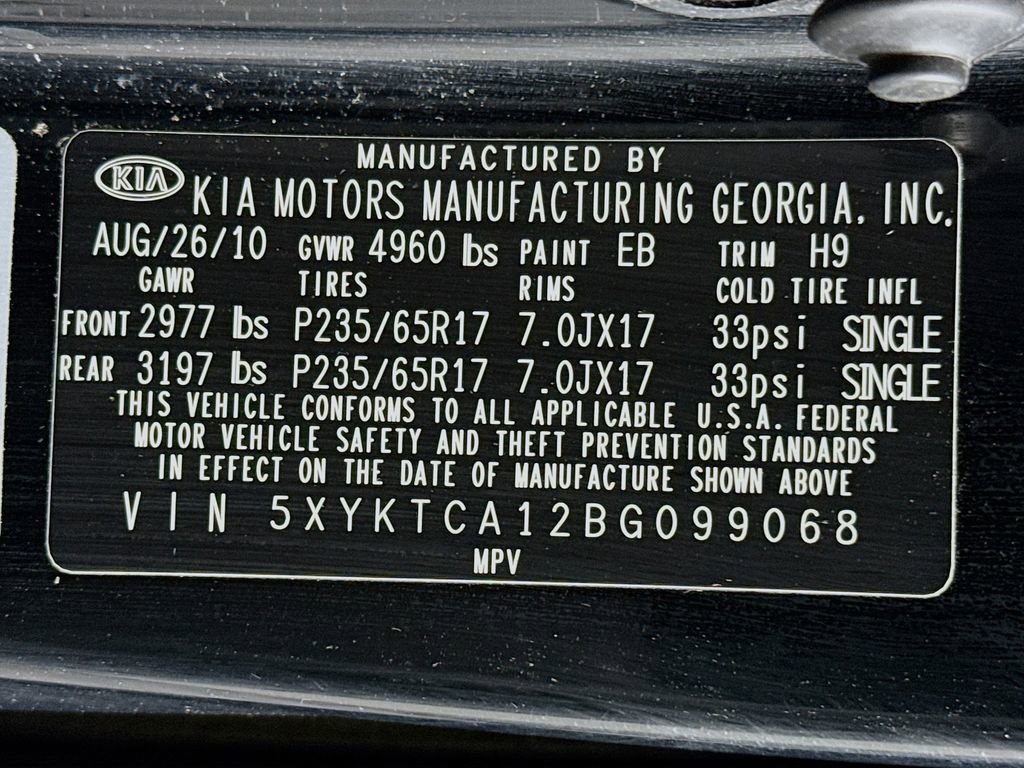 MANUFACTURED BY
KIA KIA MOTORS MANUFACTURING GEORGIA, INC.
AUG/26/10 GVWR 4960 lbs PAINT EB TRIM H9
GAWR TIRES RIMS COLD TIRE INFL
FRONT 2977 lbs P235/65R17 7.0JX17 33psi SINGLE
REAR 3197 lbs P235/65R17 7.0JX17 33psi SINGLE
THIS VEHICLE CONFORMS TO ALL APPLICABLE U.S.A. FEDERAL
MOTOR VEHICLE SAFETY AND THEFT PREVENTION STANDARDS
IN EFFECT ON THE DATE OF MANUFACTURE SHOWN ABOVE
VIN 5XYKTCA12BG099068
MPV